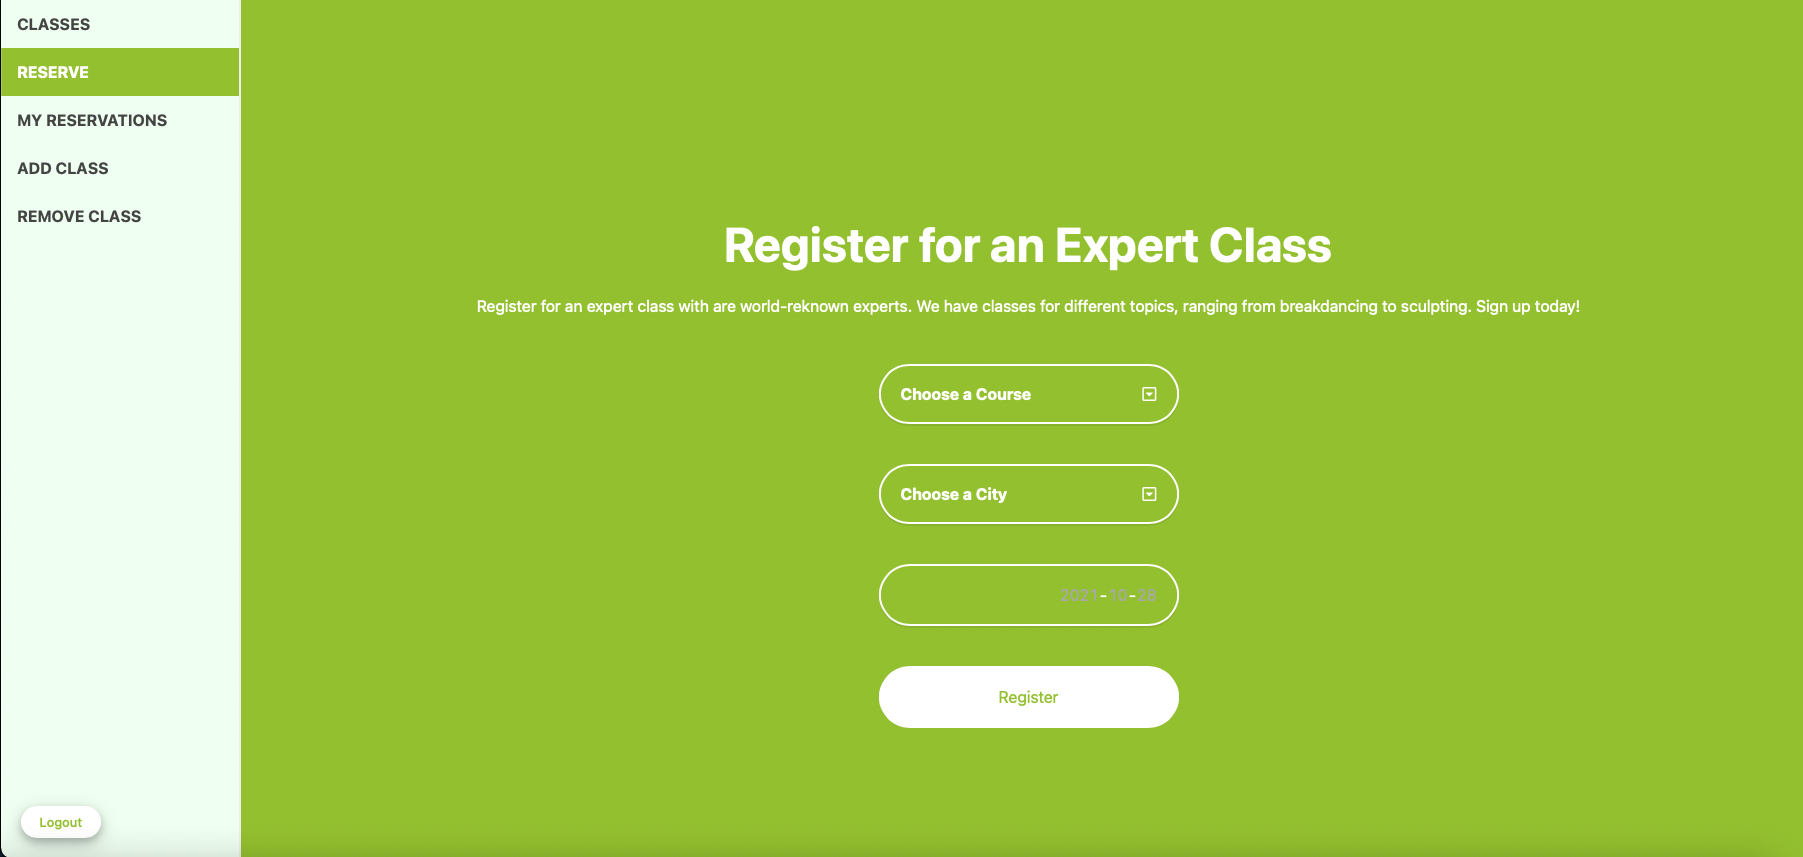 CLASSES
RESERVE
MY RESERVATIONS
ADD CLASS
REMOVE CLASS
Logout
Register for an Expert Class
Register for an expert class with are world-reknown experts. We have classes for different topics, ranging from breakdancing to sculpting. Sign up today!
Choose a Course
Choose a City
2021-10-28
Register